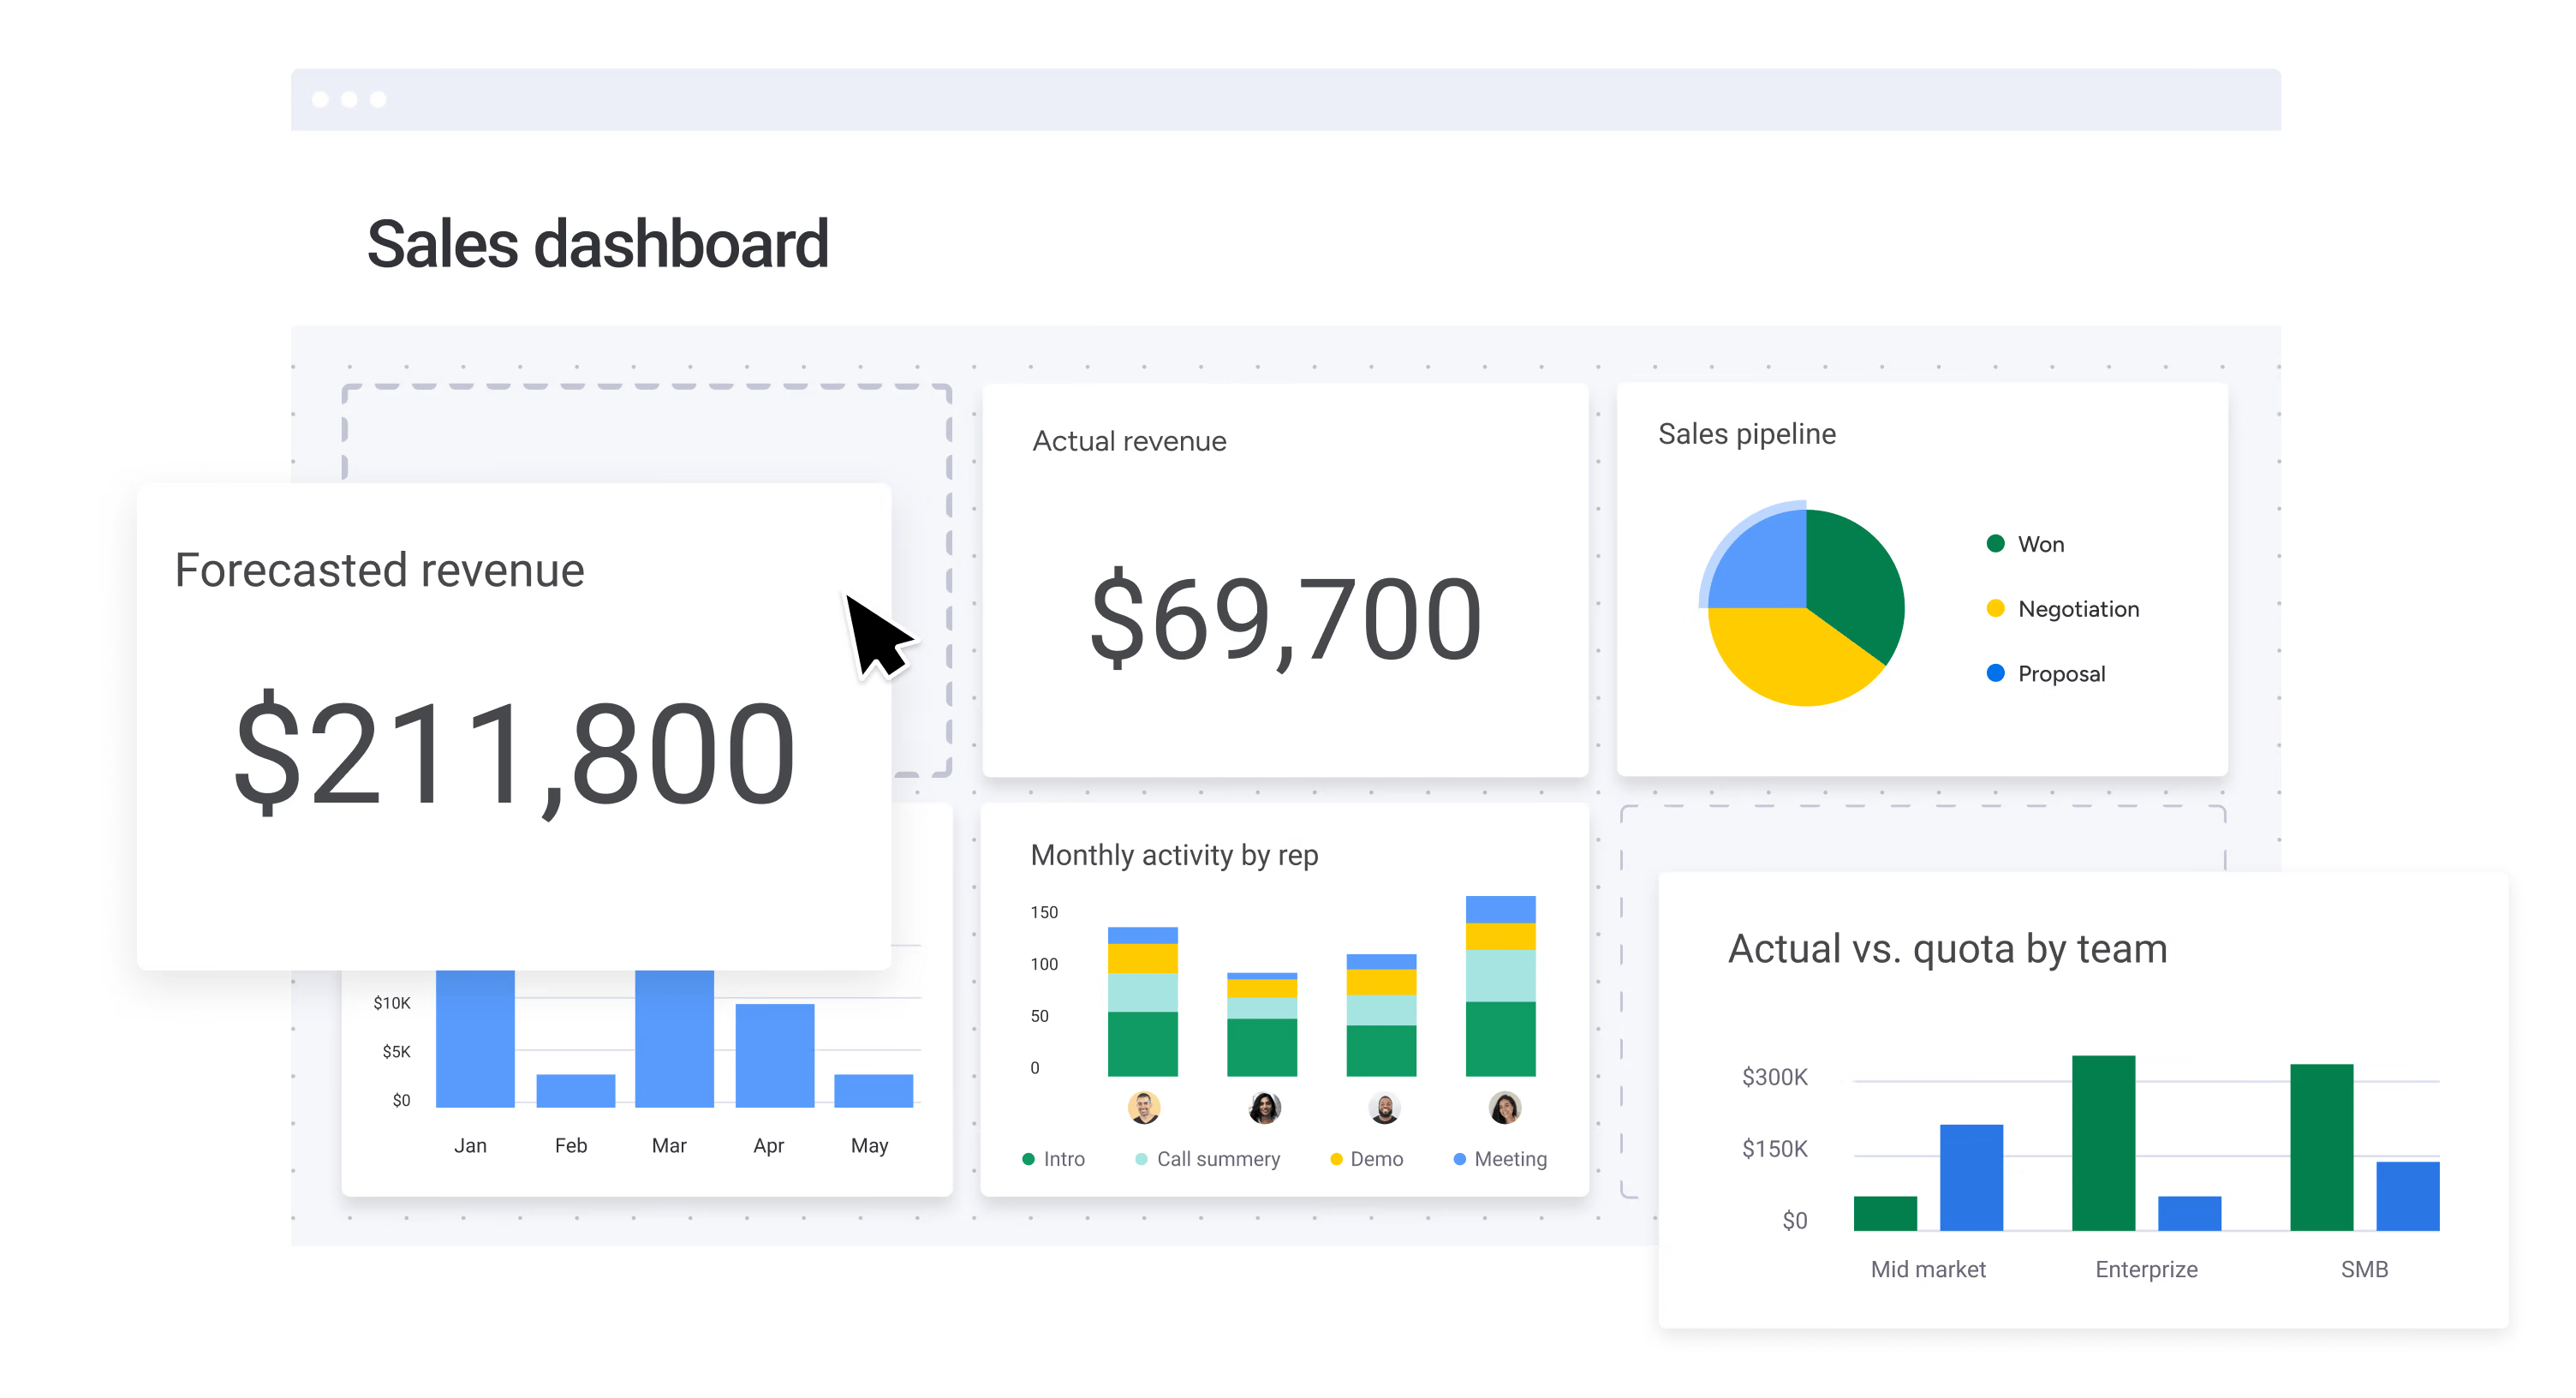 Sales dashboard
Forecasted revenue
$211,800
Actual revenue
$69,700
Sales pipeline
Won
Negotiation
Proposal
$10K
$5K
$0
Jan Feb Mar Apr May
Monthly activity by rep
150
100
50
0
Intro Call summery Demo Meeting
Actual vs. quota by team
$300K
$150K
$0
Mid market Enterprize SMB